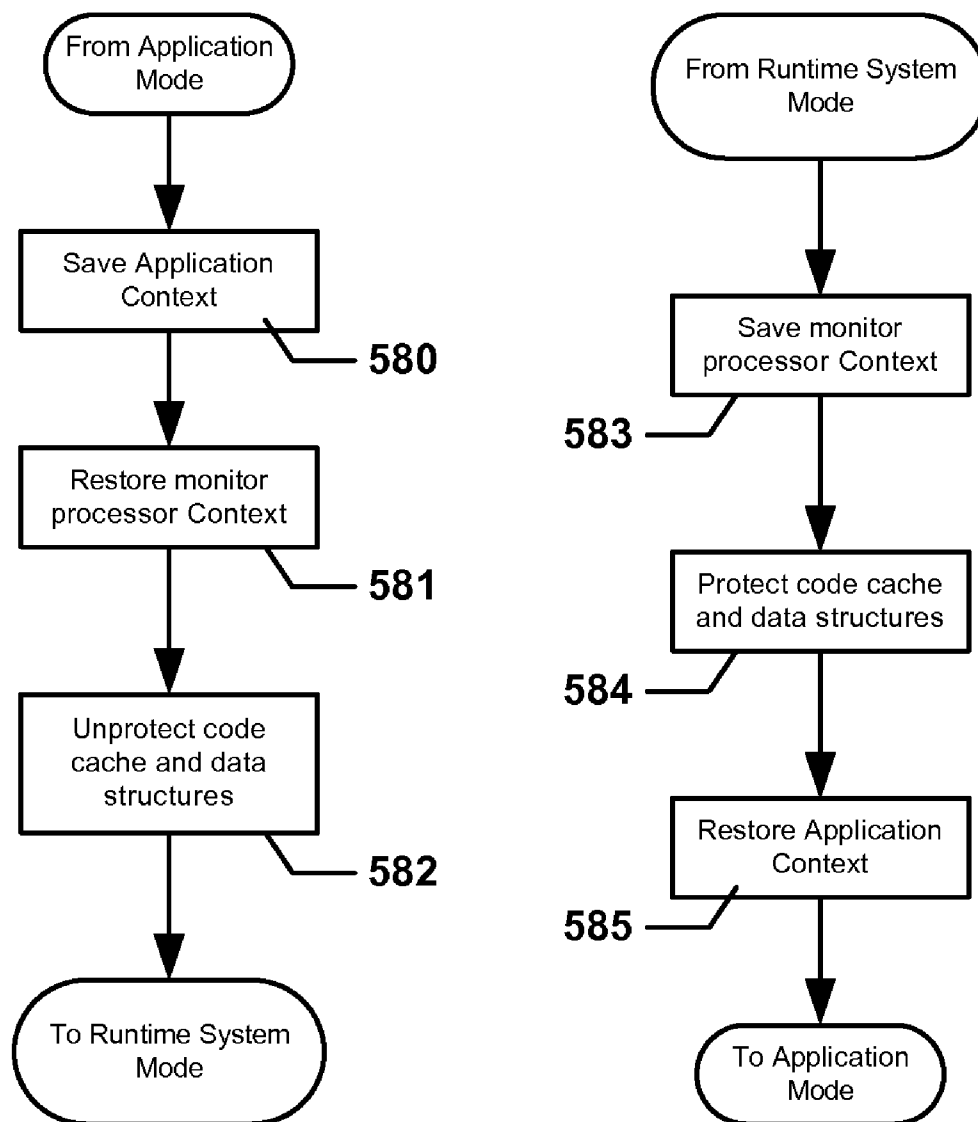 From Application
Mode
Save Application
Context
580
Restore monitor
processor Context
581
Unprotect code
cache and data
structures
582
To Runtime System
Mode
From Runtime System
Mode
Save monitor
processor Context
583
Protect code cache
and data structures
584
Restore Application
Context
585
To Application
Mode